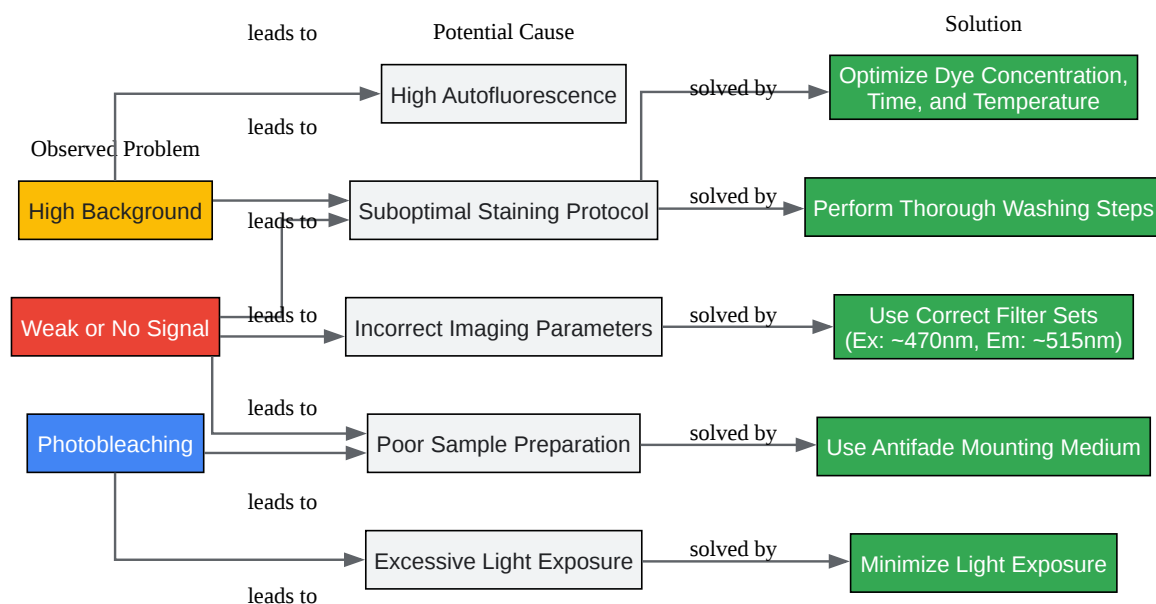 leads to
Potential Cause
Solution
High Autofluorescence
solved by
Optimize Dye Concentration,
Time, and Temperature
leads to
Observed Problem
High Background
leads to
Suboptimal Staining Protocol
solved by
Perform Thorough Washing Steps
Weak or No Signal
leads to
Incorrect Imaging Parameters
solved by
Use Correct Filter Sets
(Ex: ~470nm, Em: ~515nm)
leads to
Photobleaching
Poor Sample Preparation
solved by
Use Antifade Mounting Medium
leads to
Excessive Light Exposure
solved by
Minimize Light Exposure
leads to